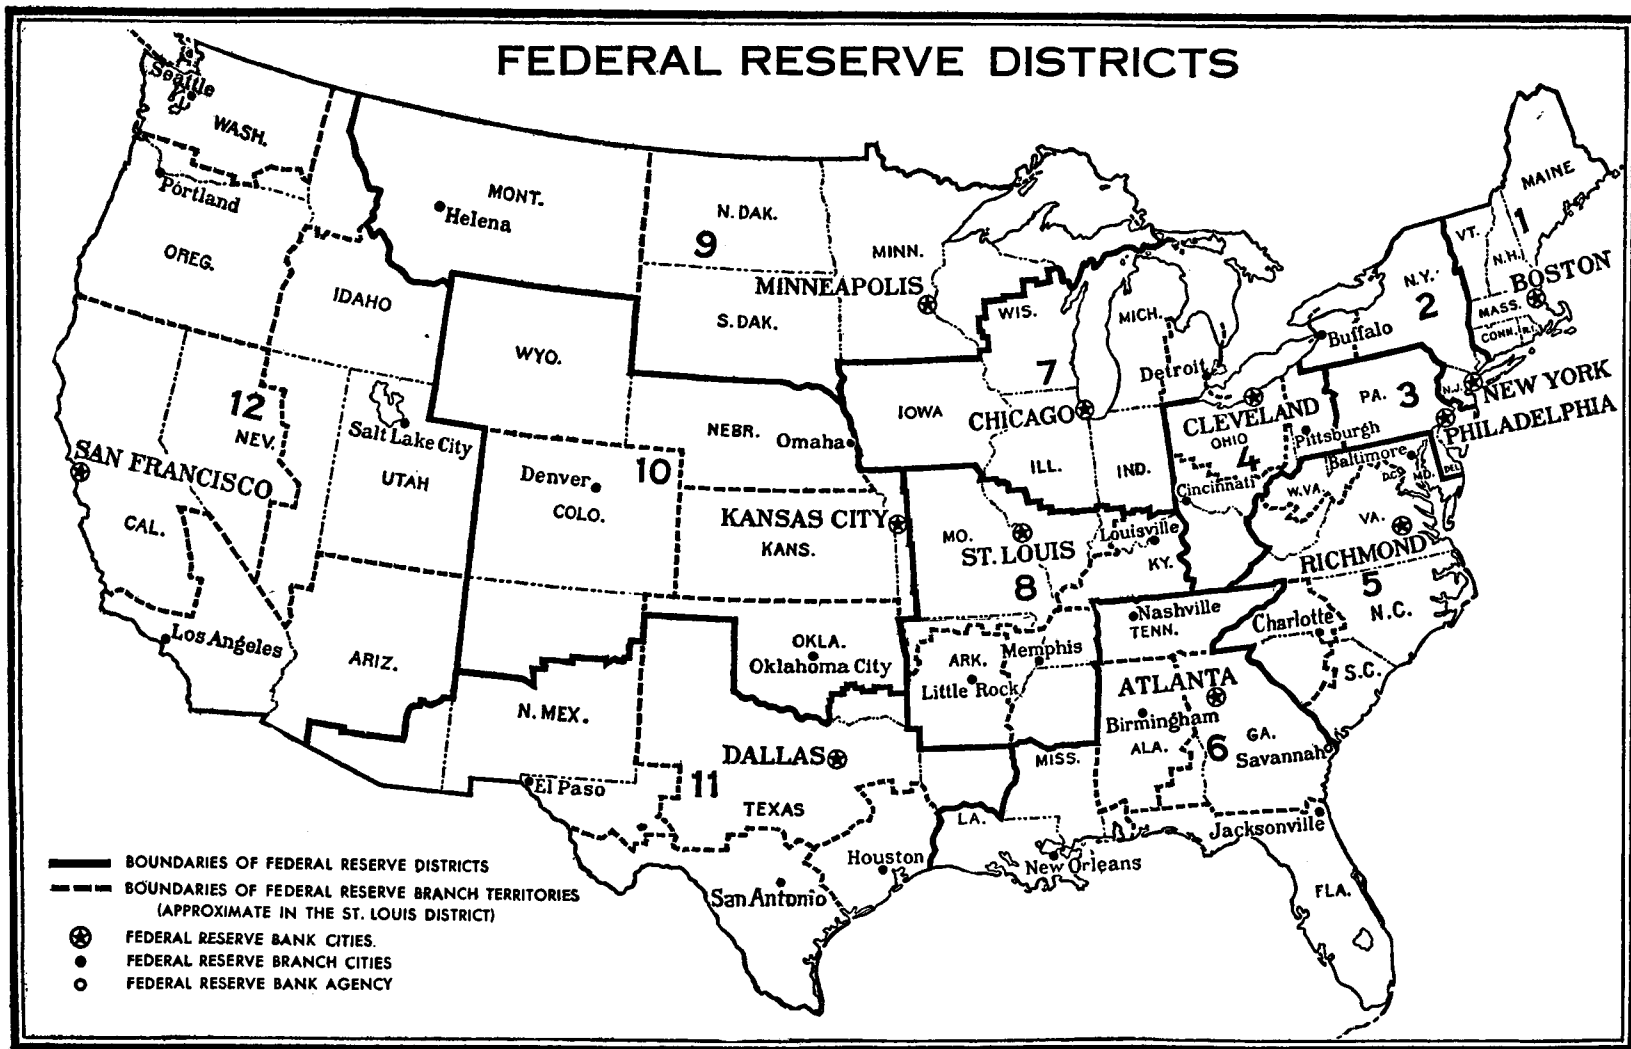 FEDERAL RESERVE DISTRICTS
Seattle
WASH.
Portland
OREG.
IDAHO
MONT.
Helena
N. DAK.
9
S. DAK.
MINN.
MINNEAPOLIS
WIS.
MICH.
7
Detroit
CHICAGO
IOWA
ILL.
IND.
MAINE
1
VT.
N.H.
BOSTON
MASS.
CONN.
R.I.
N.Y.
2
Buffalo
NEW YORK
N.J.
PA.
3
PHILADELPHIA
CLEVELAND
OHIO
4
Pittsburgh
Cincinnati
Baltimore
D.C.
MD.
DEL.
W.VA.
VA.
RICHMOND
5
N.C.
Charlotte
S.C.
WYO.
NEBR.
Omaha
10
Denver
COLO.
KANSAS CITY
KANS.
OKLA.
Oklahoma City
12
NEV.
Salt Lake City
UTAH
SAN FRANCISCO
CAL.
Los Angeles
ARIZ.
N. MEX.
El Paso
MO.
ST. LOUIS
8
Louisville
KY.
ARK.
Little Rock
Memphis
Nashville
TENN.
ATLANTA
Birmingham
ALA.
6
GA.
Savannah
Jacksonville
FLA.
MISS.
LA.
New Orleans
DALLAS
11
TEXAS
Houston
San Antonio
BOUNDARIES OF FEDERAL RESERVE DISTRICTS
BOUNDARIES OF FEDERAL RESERVE BRANCH TERRITORIES
(APPROXIMATE IN THE ST. LOUIS DISTRICT)
FEDERAL RESERVE BANK CITIES.
FEDERAL RESERVE BRANCH CITIES
FEDERAL RESERVE BANK AGENCY